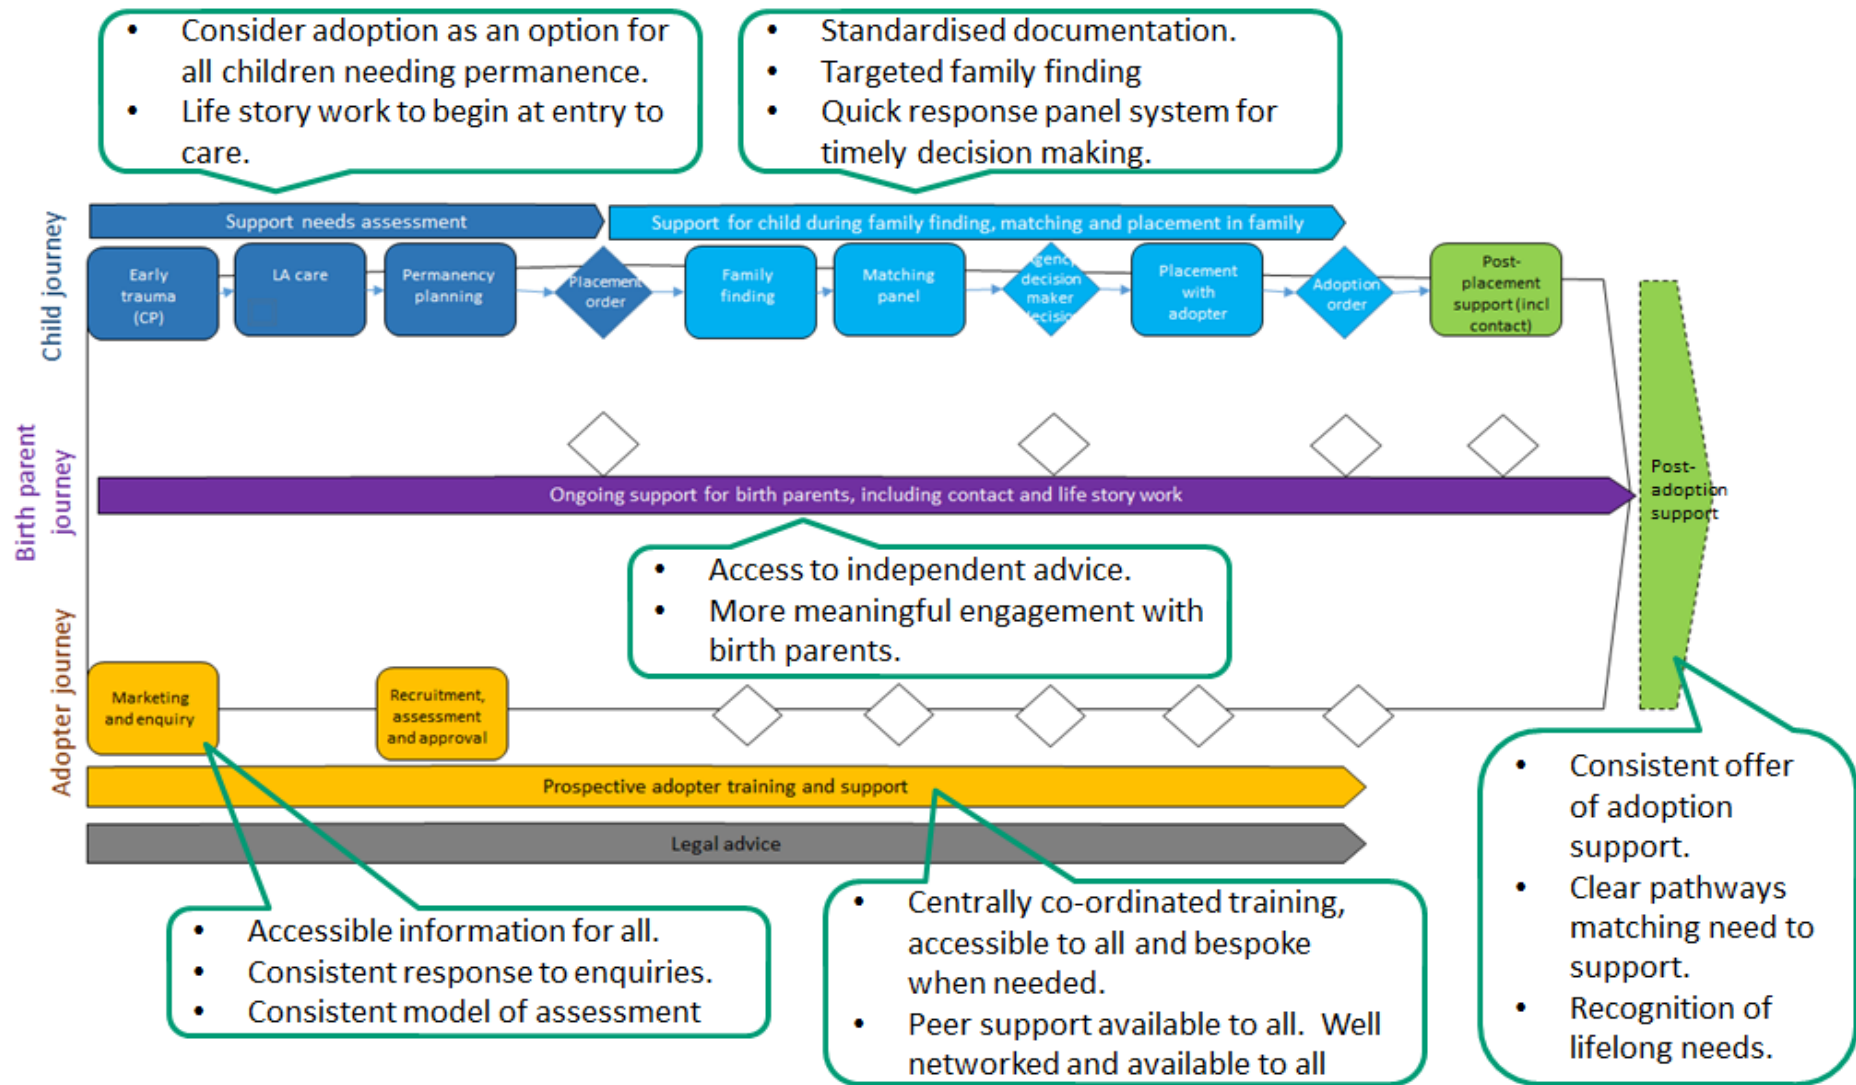 • Consider adoption as an option for
all children needing permanence.
• Life story work to begin at entry to
care.
• Standardised documentation.
• Targeted family finding
• Quick response panel system for
timely decision making.
Child journey
Support needs assessment
Support for child during family finding, matching and placement in family
Early
trauma
(CP)
LA care
Permanency
planning
Placement
order
Family
finding
Matching
panel
decision
maker
Placement
with
adopter
Adoption
order
Post-
placement
support (incl
contact)
Birth parent
journey
Ongoing support for birth parents, including contact and life story work
Post-
adoption
support
• Access to independent advice.
• More meaningful engagement with
birth parents.
Adopter journey
Marketing
and enquiry
Recruitment,
assessment
and approval
Prospective adopter training and support
Legal advice
• Accessible information for all.
• Consistent response to enquiries.
• Consistent model of assessment
• Centrally co-ordinated training,
accessible to all and bespoke
when needed.
• Peer support available to all. Well
networked and available to all
• Consistent offer
of adoption
support.
• Clear pathways
matching need to
support.
• Recognition of
lifelong needs.